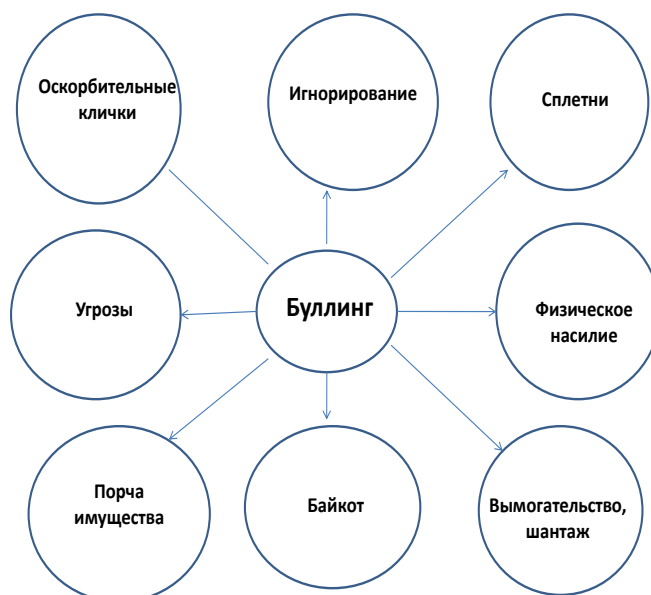 Оскорбительные
клички
Игнорирование
Сплетни
Угрозы
Буллинг
Физическое
насилие
Порча
имущества
Байкот
Вымогательство,
шантаж